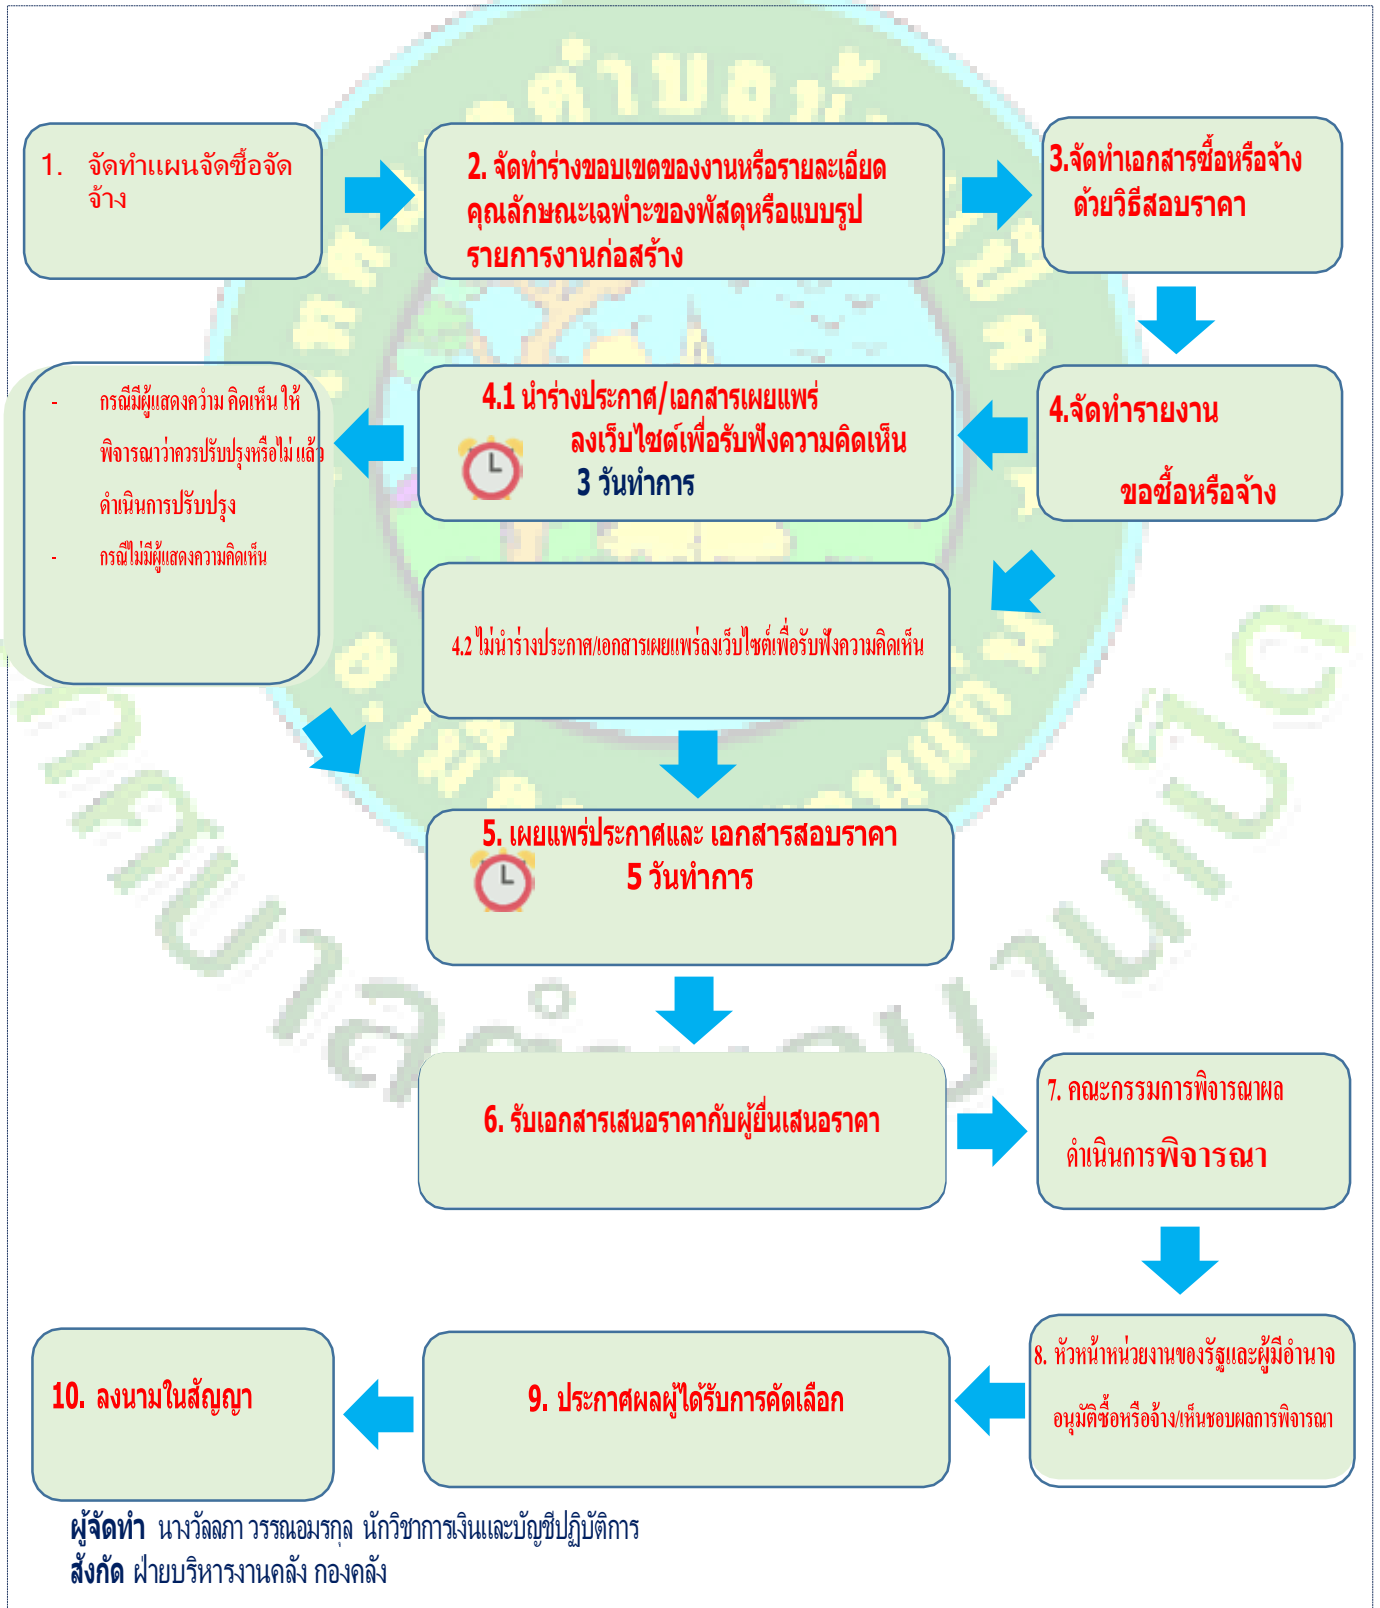 1. จัดทำแผนจัดซื้อจัด
จ้าง
2. จัดทำร่างขอบเขตของงานหรือรายละเอียด
คุณลักษณะเฉพำะของพัสดุหรือแบบรูป
รายการงานก่อสร้าง
3.จัดทำเอกสารซื้อหรือจ้าง
ด้วยวิธีสอบราคา
4.จัดทำรายงาน
ขอซื้อหรือจ้าง
4.1 นำร่างประกาศ/เอกสารเผยแพร่
ลงเว็บไซต์เพื่อรับฟังความคิดเห็น
3 วันทำการ
- กรณีมีผู้แสดงควำม คิดเห็น ให้
พิจารณาว่าควรปรับปรุงหรือไม่ แล้ว
ดำเนินการปรับปรุง
- กรณีไม่มีผู้แสดงความคิดเห็น
4.2 ไม่นำร่างประกาศ/เอกสารเผยแพร่ลงเว็บไซต์เพื่อรับฟังความคิดเห็น
5. เผยแพร่ประกาศและ เอกสารสอบราคา
5 วันทำการ
6. รับเอกสารเสนอราคากับผู้ยื่นเสนอราคา
7. คณะกรรมการพิจารณาผล
ดำเนินการพิจารณา
8. หัวหน้าหน่วยงานของรัฐและผู้มีอำนาจ
อนุมัติซื้อหรือจ้าง/เห็นชอบผลการพิจารณา
9. ประกาศผลผู้ได้รับการคัดเลือก
10. ลงนามในสัญญา
ผู้จัดทำ นางวัลลภา วรรณอมรกุล นักวิชาการเงินและบัญชีปฏิบัติการ
สังกัด ฝ่ายบริหารงานคลัง กองคลัง